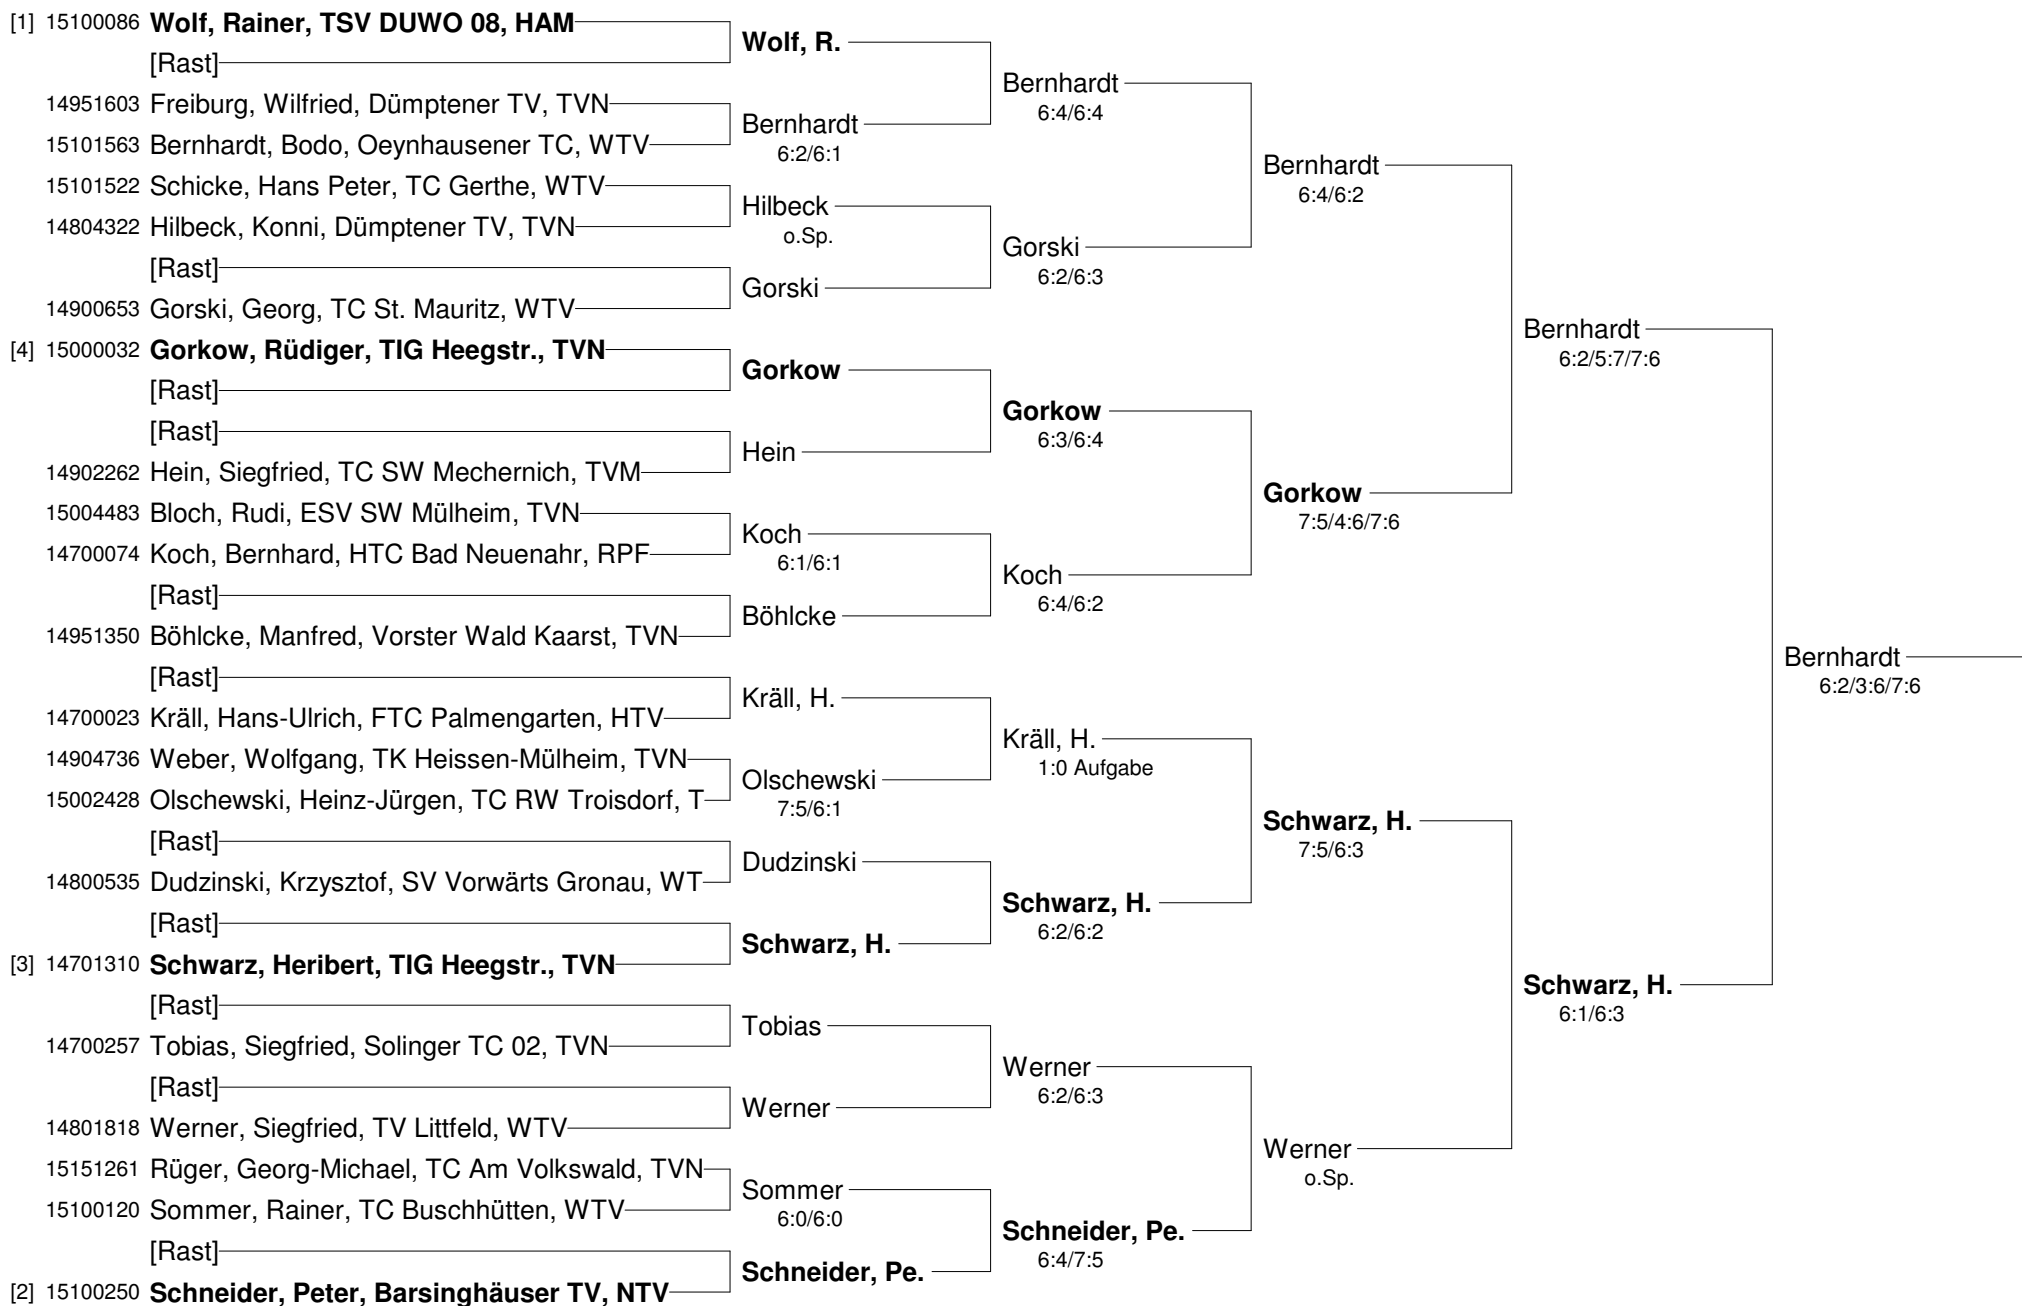 [1] 15100086 Wolf, Rainer, TSV DUWO 08, HAM
[Rast]
14951603 Freiburg, Wilfried, Dümptener TV, TVN
15101563 Bernhardt, Bodo, Oeynhausener TC, WTV
15101522 Schicke, Hans Peter, TC Gerthe, WTV
14804322 Hilbeck, Konni, Dümptener TV, TVN
[Rast]
14900653 Gorski, Georg, TC St. Mauritz, WTV
[4] 15000032 Gorkow, Rüdiger, TIG Heegstr., TVN
[Rast]
[Rast]
14902262 Hein, Siegfried, TC SW Mechernich, TVM
15004483 Bloch, Rudi, ESV SW Mülheim, TVN
14700074 Koch, Bernhard, HTC Bad Neuenahr, RPF
[Rast]
14951350 Böhlcke, Manfred, Vorster Wald Kaarst, TVN
[Rast]
14700023 Kräll, Hans-Ulrich, FTC Palmengarten, HTV
14904736 Weber, Wolfgang, TK Heissen-Mülheim, TVN
15002428 Olschewski, Heinz-Jürgen, TC RW Troisdorf, T
[Rast]
14800535 Dudzinski, Krzysztof, SV Vorwärts Gronau, WT
[Rast]
[3] 14701310 Schwarz, Heribert, TIG Heegstr., TVN
[Rast]
14700257 Tobias, Siegfried, Solinger TC 02, TVN
[Rast]
14801818 Werner, Siegfried, TV Littfeld, WTV
15151261 Rüger, Georg-Michael, TC Am Volkswald, TVN
15100120 Sommer, Rainer, TC Buschhütten, WTV
[Rast]
[2] 15100250 Schneider, Peter, Barsinghäuser TV, NTV
Wolf, R.
Bernhardt
6:2/6:1
Hilbeck
o.Sp.
Gorski
Gorkow
Hein
Koch
6:1/6:1
Böhlcke
Kräll, H.
Olschewski
7:5/6:1
Dudzinski
Schwarz, H.
Tobias
Werner
Sommer
6:0/6:0
Schneider, Pe.
Bernhardt
6:4/6:4
Gorski
6:2/6:3
Gorkow
6:3/6:4
Koch
6:4/6:2
Kräll, H.
1:0 Aufgabe
Schwarz, H.
6:2/6:2
Werner
6:2/6:3
Schneider, Pe.
6:4/7:5
Bernhardt
6:4/6:2
Gorkow
7:5/4:6/7:6
Schwarz, H.
7:5/6:3
Werner
o.Sp.
Bernhardt
6:2/5:7/7:6
Schwarz, H.
6:1/6:3
Bernhardt
6:2/3:6/7:6